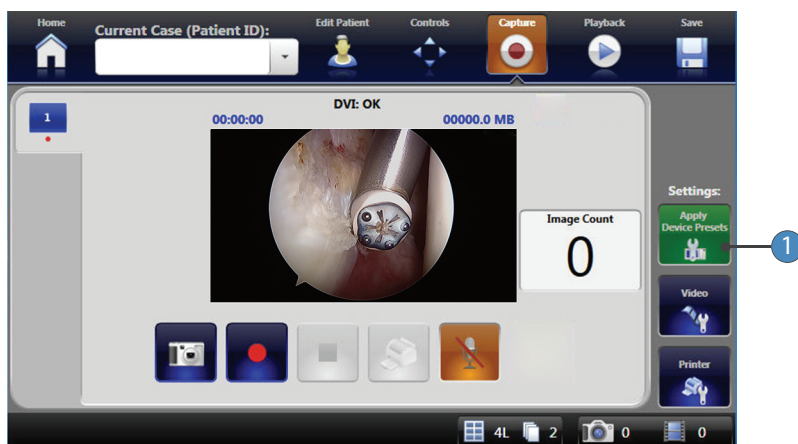 Home
Current Case (Patient ID):
Edit Patient
Controls
Capture
Playback
Save
1
DVI: OK
00:00:00
00000.0 MB
Image Count
0
Settings:
Apply
Device Presets
1
Video
Printer
4L
2
0
0